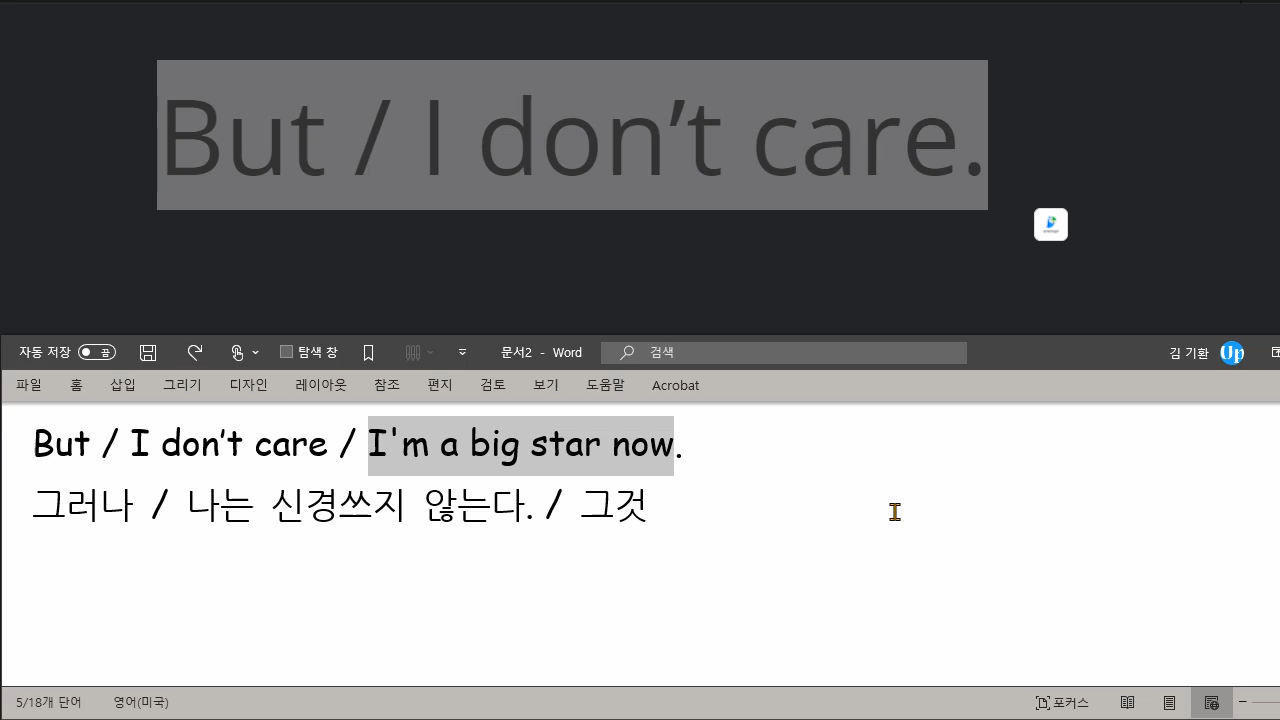 But / I don’t care.
자동 저장 끔 탐색 창 문서2 - Word 검색 김 기환 Up
파일 홈 삽입 그리기 디자인 레이아웃 참조 편지 검토 보기 도움말 Acrobat
But / I don’t care / I'm a big star now.
그러나 / 나는 신경쓰지 않는다. / 그것
5/18개 단어 영어(미국) 포커스